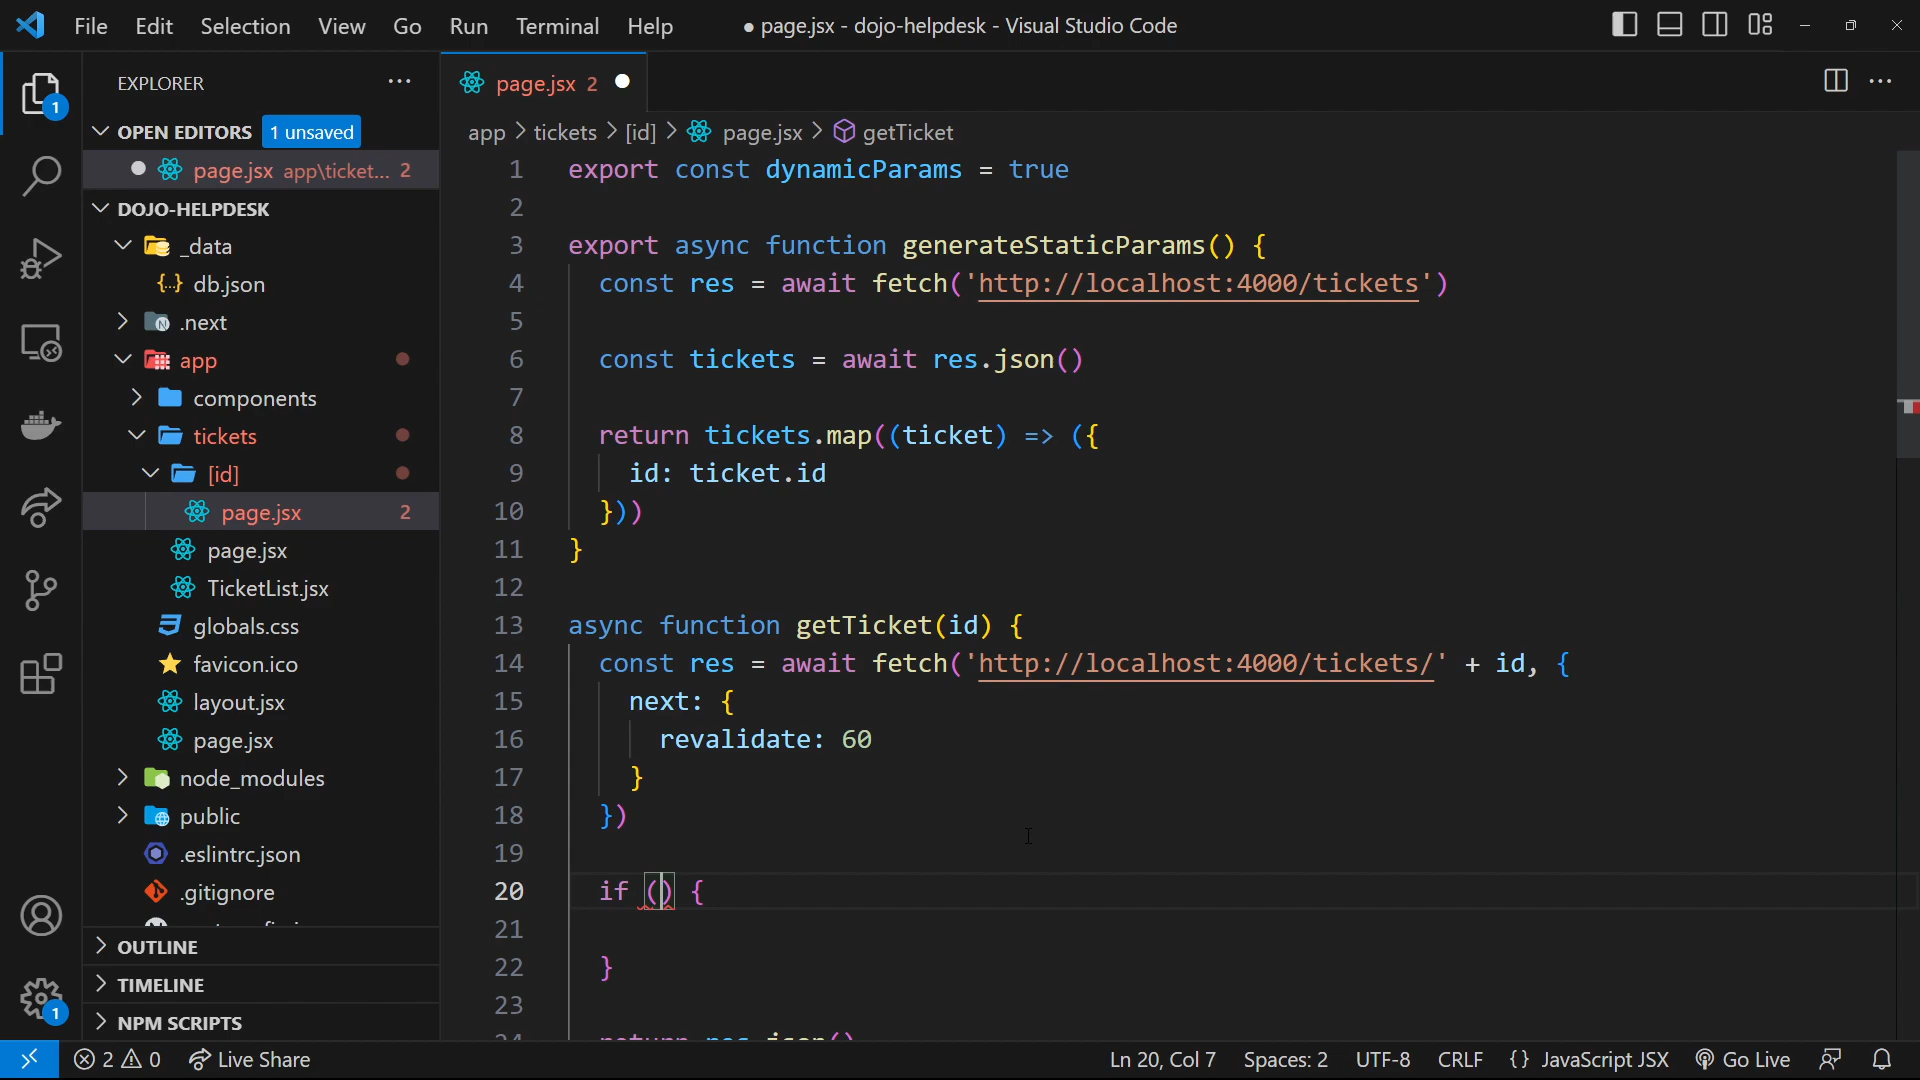 File Edit Selection View Go Run Terminal Help
● page.jsx - dojo-helpdesk - Visual Studio Code
EXPLORER
OPEN EDITORS 1 unsaved
page.jsx app\ticket... 2
DOJO-HELPDESK
_data
db.json
.next
app
components
tickets
[id]
page.jsx 2
page.jsx
TicketList.jsx
globals.css
favicon.ico
layout.jsx
page.jsx
node_modules
public
.eslintrc.json
.gitignore
OUTLINE
TIMELINE
NPM SCRIPTS
1
1
page.jsx 2
app > tickets > [id] > page.jsx > getTicket
1 export const dynamicParams = true
2
3 export async function generateStaticParams() {
4 const res = await fetch('http://localhost:4000/tickets')
5
6 const tickets = await res.json()
7
8 return tickets.map((ticket) => ({
9 id: ticket.id
10 }))
11 }
12
13 async function getTicket(id) {
14 const res = await fetch('http://localhost:4000/tickets/' + id, {
15 next: {
16 revalidate: 60
17 }
18 })
19
20 if () {
21
22 }
23
24 return res.json()
2 0 Live Share
Ln 20, Col 7 Spaces: 2 UTF-8 CRLF {} JavaScript JSX Go Live